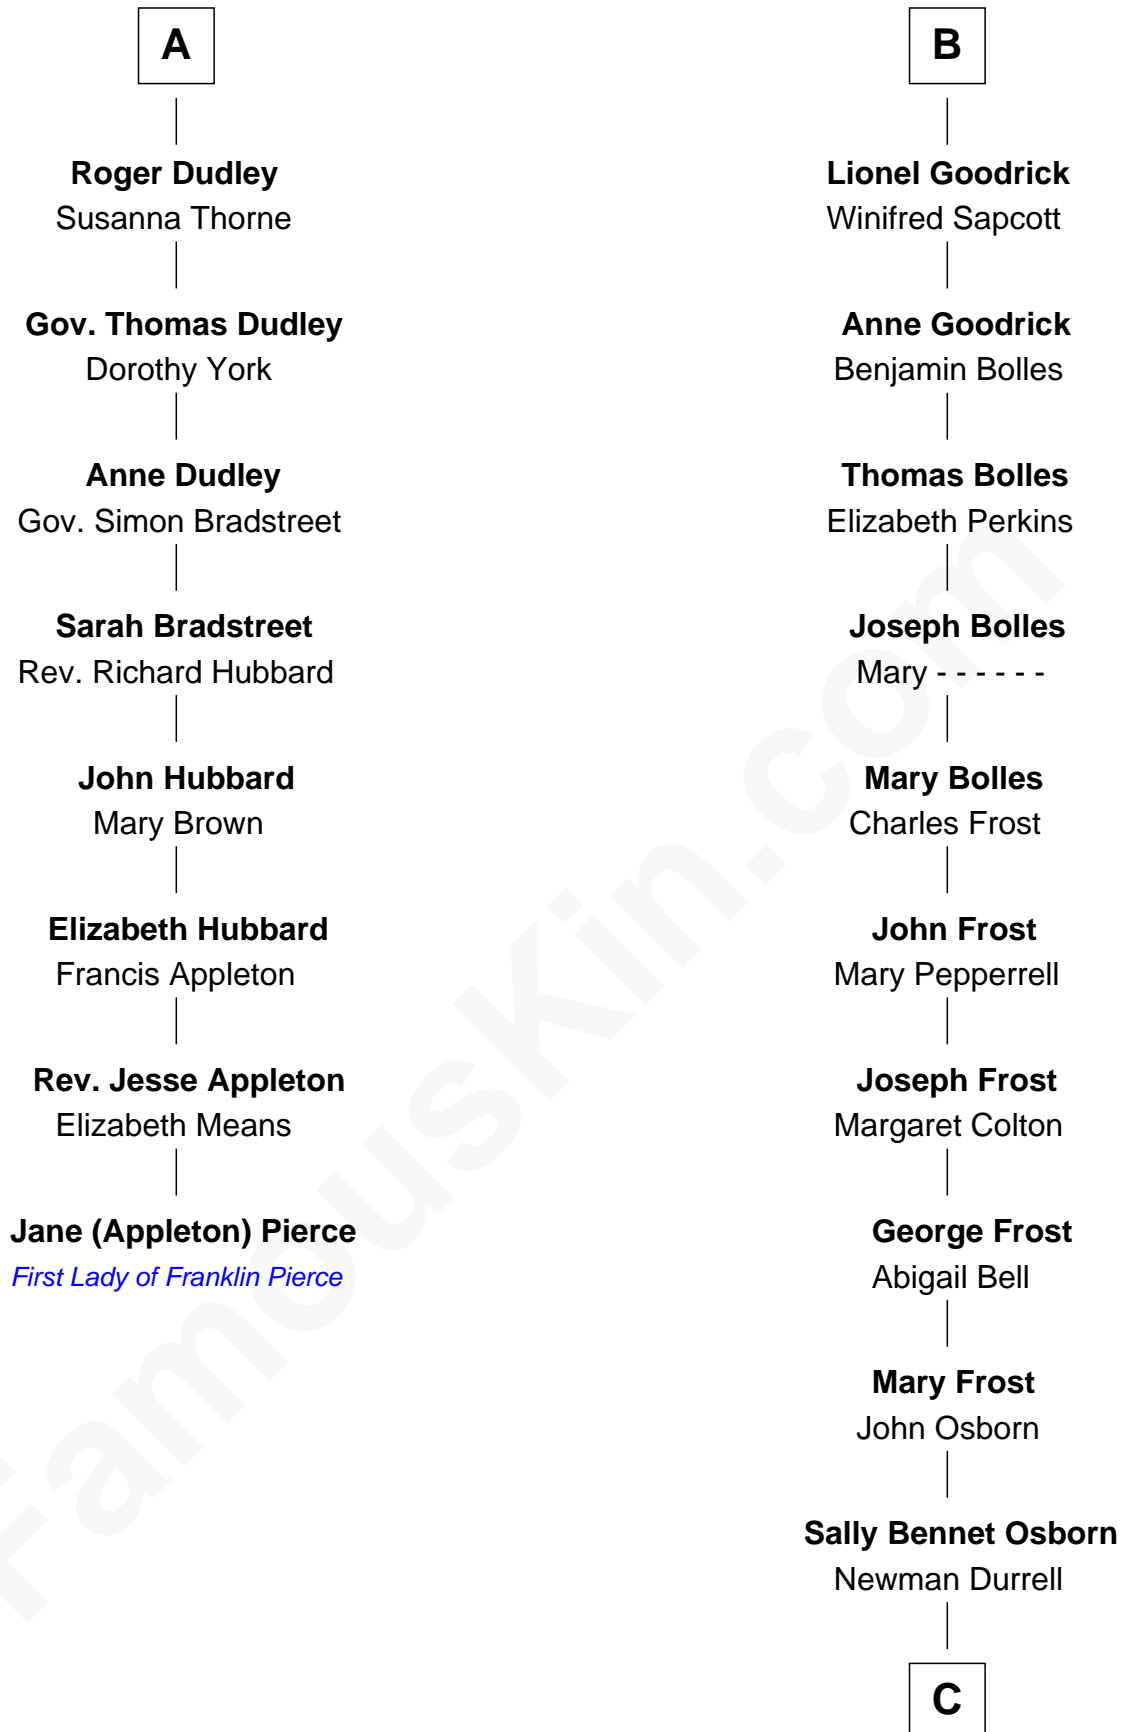 A
Roger Dudley
Susanna Thorne
Gov. Thomas Dudley
Dorothy York
Anne Dudley
Gov. Simon Bradstreet
Sarah Bradstreet
Rev. Richard Hubbard
John Hubbard
Mary Brown
Elizabeth Hubbard
Francis Appleton
Rev. Jesse Appleton
Elizabeth Means
Jane (Appleton) Pierce
First Lady of Franklin Pierce
B
Lionel Goodrick
Winifred Sapcott
Anne Goodrick
Benjamin Bolles
Thomas Bolles
Elizabeth Perkins
Joseph Bolles
Mary - - - - - -
Mary Bolles
Charles Frost
John Frost
Mary Pepperrell
Joseph Frost
Margaret Colton
George Frost
Abigail Bell
Mary Frost
John Osborn
Sally Bennet Osborn
Newman Durrell
C
FamousKin.com